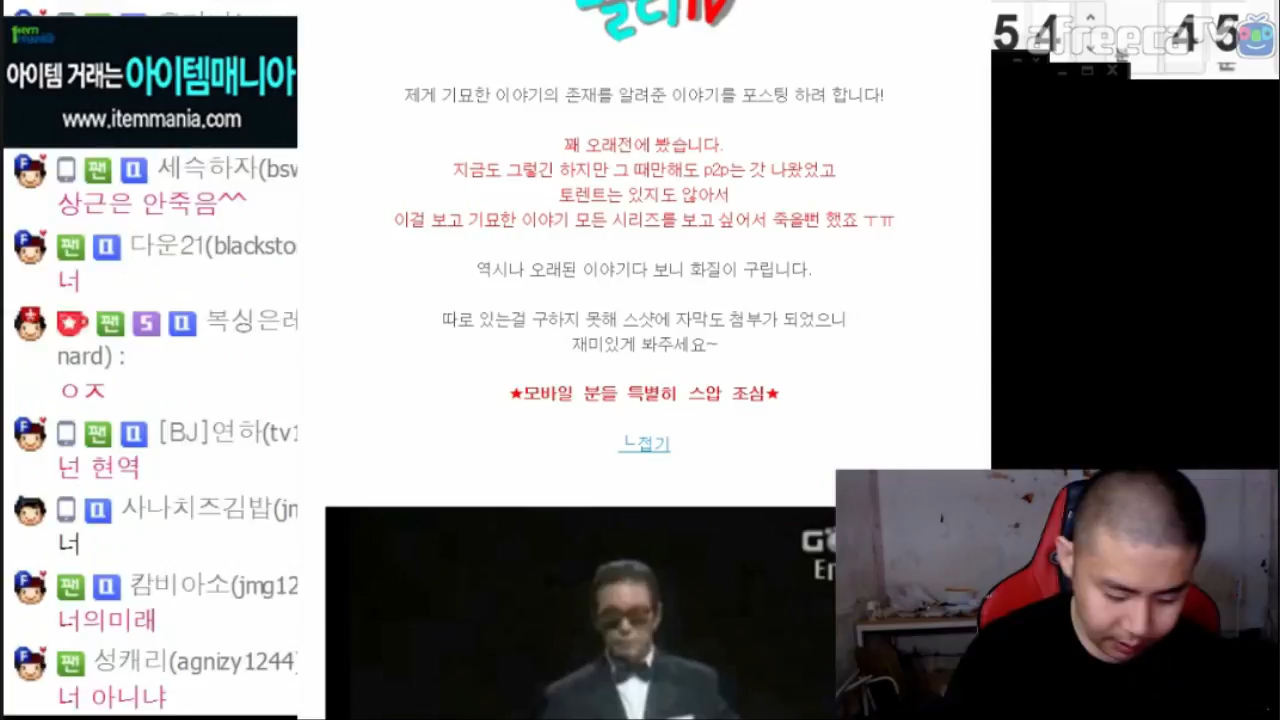 아이템 거래는 아이템매니아
www.itemmania.com
세슥하자(bsw
상근은 안죽음^^
다운21(blacksto
너
복싱은레
nard) :
ㅇㅈ
[BJ]연하(tv1
넌 현역
사나치즈김밥(jn
너
캄비아소(jmg12
너의미래
성캐리(agnizy1244)
너 아니냐
54 45
afreecaTV
제게 기묘한 이야기의 존재를 알려준 이야기를 포스팅 하려 합니다!
꽤 오래전에 봤습니다.
지금도 그렇긴 하지만 그 때만해도 p2p는 갓 나왔었고
토렌트는 있지도 않아서
이걸 보고 기묘한 이야기 모든 시리즈를 보고 싶어서 죽을뻔 했죠 ㅜㅠ
역시나 오래된 이야기다 보니 화질이 구립니다.
따로 있는걸 구하지 못해 스샷에 자막도 첨부가 되었으니
재미있게 봐주세요~
★모바일 분들 특별히 스압 조심★
ㄴ접기